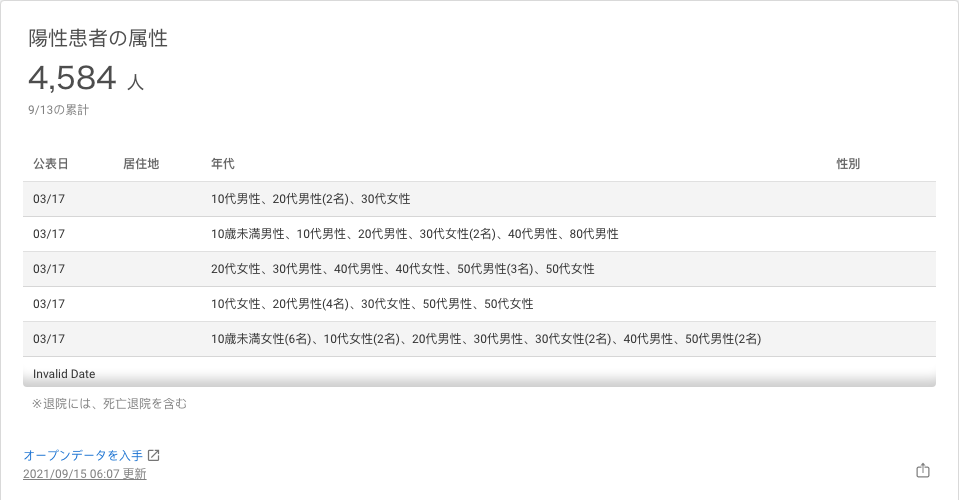 陽性患者の属性
4,584 人
9/13の累計
公表日 居住地 年代 性別
03/17 10代男性、20代男性(2名)、30代女性
03/17 10歳未満男性、10代男性、20代男性、30代女性(2名)、40代男性、80代男性
03/17 20代女性、30代男性、40代男性、40代女性、50代男性(3名)、50代女性
03/17 10代女性、20代男性(4名)、30代女性、50代男性、50代女性
03/17 10歳未満女性(6名)、10代女性(2名)、20代男性、30代男性、30代女性(2名)、40代男性、50代男性(2名)
Invalid Date
※退院には、死亡退院を含む
オープンデータを入手
2021/09/15 06:07 更新